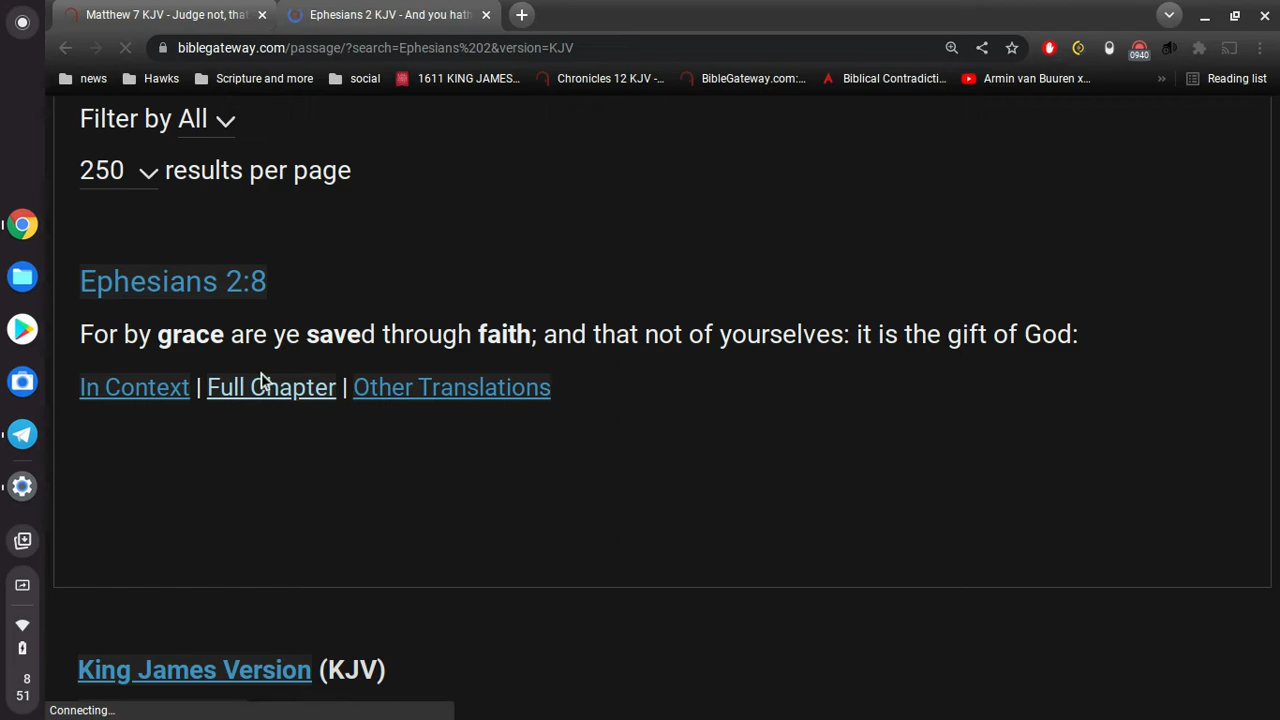 Matthew 7 KJV - Judge not, that
Ephesians 2 KJV - And you hath
biblegateway.com/passage/?search=Ephesians%202&version=KJV
0940
news
Hawks
Scripture and more
social
1611 KING JAMES...
Chronicles 12 KJV -...
BibleGateway.com:...
Biblical Contradicti...
Armin van Buuren x...
»
Reading list
Filter by All
250 results per page
Ephesians 2:8
For by grace are ye saved through faith; and that not of yourselves: it is the gift of God:
In Context | Full Chapter | Other Translations
King James Version (KJV)
8
51
Connecting...